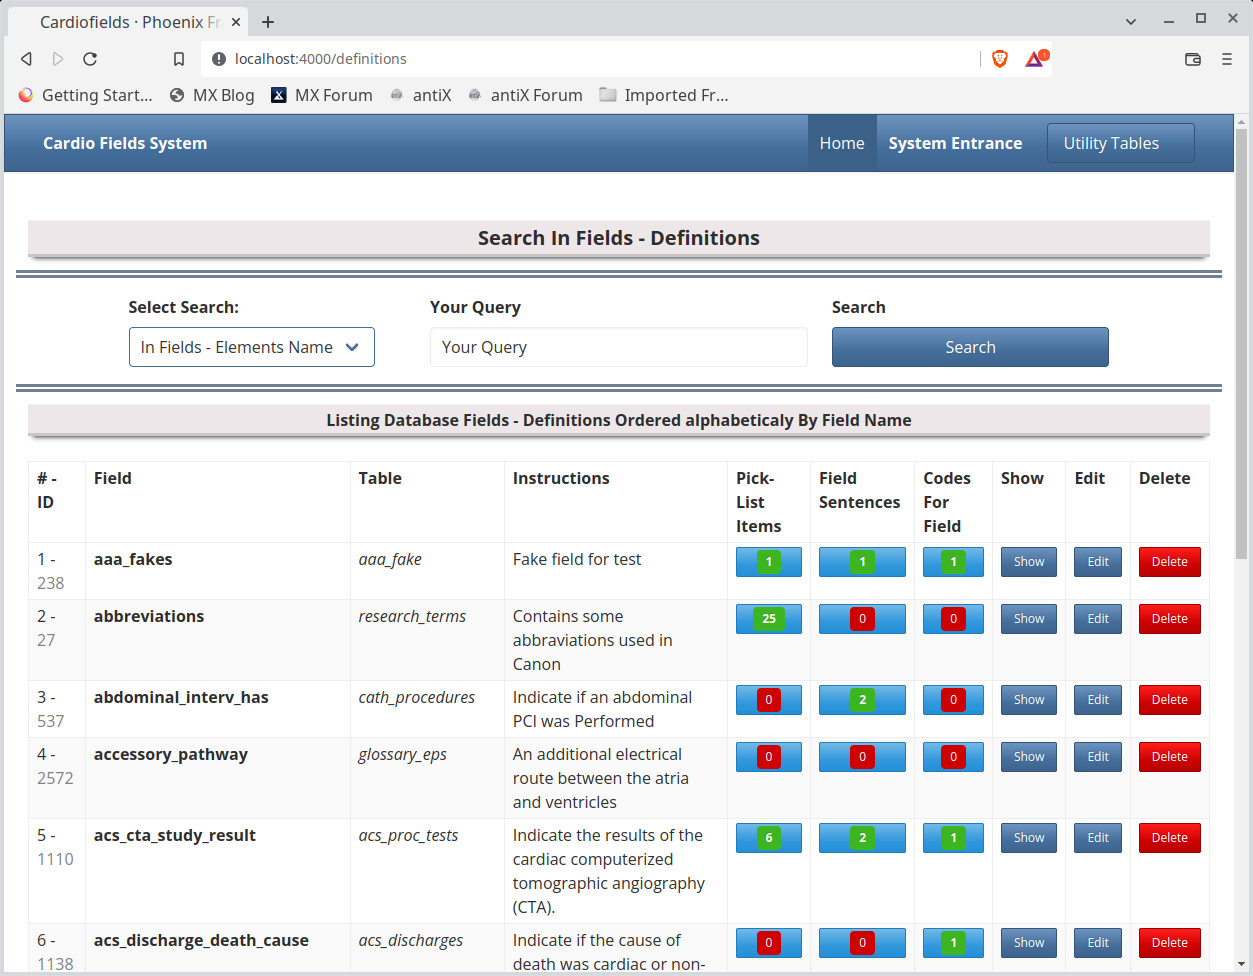 Cardiofields · Phoenix Fr
localhost:4000/definitions
1
Getting Start... MX Blog MX Forum antiX antiX Forum Imported Fr...
Cardio Fields System Home System Entrance Utility Tables
Search In Fields - Definitions
Select Search: Your Query Search
In Fields - Elements Name Your Query Search
Listing Database Fields - Definitions Ordered alphabeticaly By Field Name
# - Field Table Instructions Pick- Field Codes Show Edit Delete
ID List Sentences For
Items Field
1 - aaa_fakes aaa_fake Fake field for test 1 1 1 Show Edit Delete
238
2 - abbreviations research_terms Contains some 25 0 0 Show Edit Delete
27 abbraviations used in
Canon
3 - abdominal_interv_has cath_procedures Indicate if an abdominal 0 2 0 Show Edit Delete
537 PCI was Performed
4 - accessory_pathway glossary_eps An additional electrical 0 0 0 Show Edit Delete
2572 route between the atria
and ventricles
5 - acs_cta_study_result acs_proc_tests Indicate the results of the 6 2 1 Show Edit Delete
1110 cardiac computerized
tomographic angiography
(CTA).
6 - acs_discharge_death_cause acs_discharges Indicate if the cause of 0 0 1 Show Edit Delete
1138 death was cardiac or non-